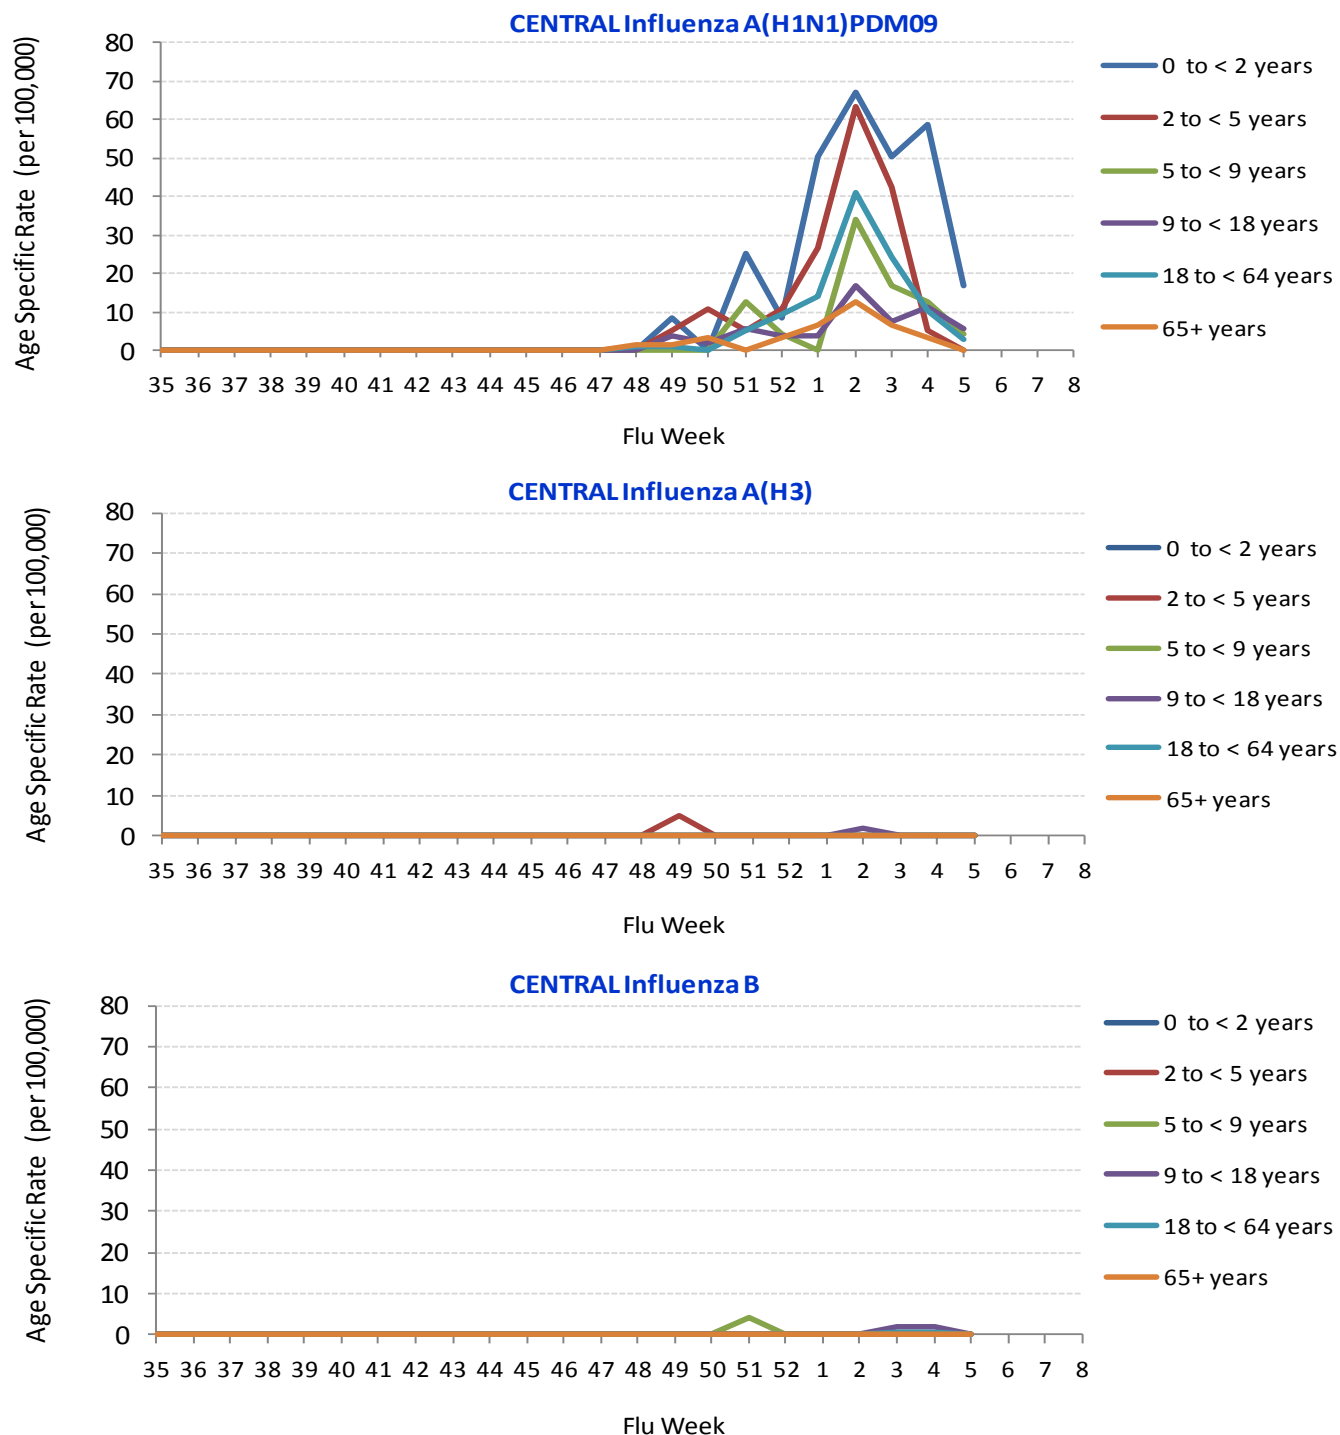 CENTRAL Influenza A(H1N1)PDM09
Age Specific Rate (per 100,000)
80
70
60
50
40
30
20
10
0
35 36 37 38 39 40 41 42 43 44 45 46 47 48 49 50 51 52 1 2 3 4 5 6 7 8
Flu Week
0 to < 2 years
2 to < 5 years
5 to < 9 years
9 to < 18 years
18 to < 64 years
65+ years
CENTRAL Influenza A(H3)
Age Specific Rate (per 100,000)
80
70
60
50
40
30
20
10
0
35 36 37 38 39 40 41 42 43 44 45 46 47 48 49 50 51 52 1 2 3 4 5 6 7 8
Flu Week
0 to < 2 years
2 to < 5 years
5 to < 9 years
9 to < 18 years
18 to < 64 years
65+ years
CENTRAL Influenza B
Age Specific Rate (per 100,000)
80
70
60
50
40
30
20
10
0
35 36 37 38 39 40 41 42 43 44 45 46 47 48 49 50 51 52 1 2 3 4 5 6 7 8
Flu Week
0 to < 2 years
2 to < 5 years
5 to < 9 years
9 to < 18 years
18 to < 64 years
65+ years